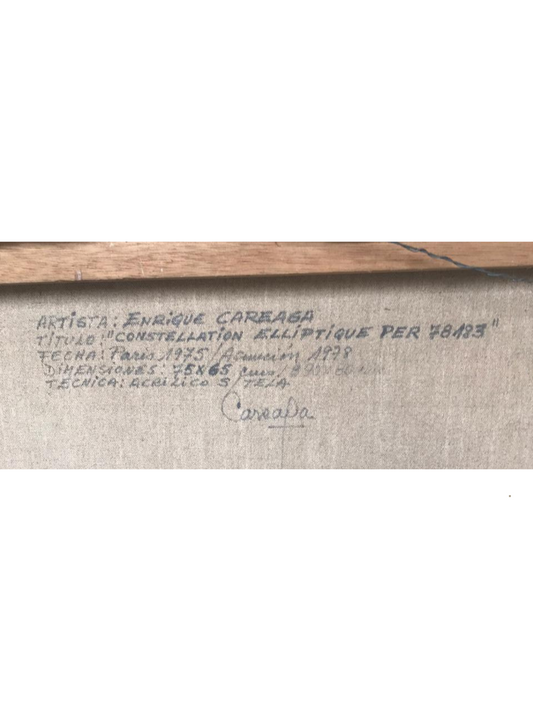 ARTISTA: ENRIQUE CAREAGA
TITULO: "CONSTELLATION ELLIPTIQUE PER 78193"
FECHA: Paris 1975 / Asunción 1978
DIMENSIONES: 75X65 cms.
TECNICA: ACRILICO S/TELA
Careaga